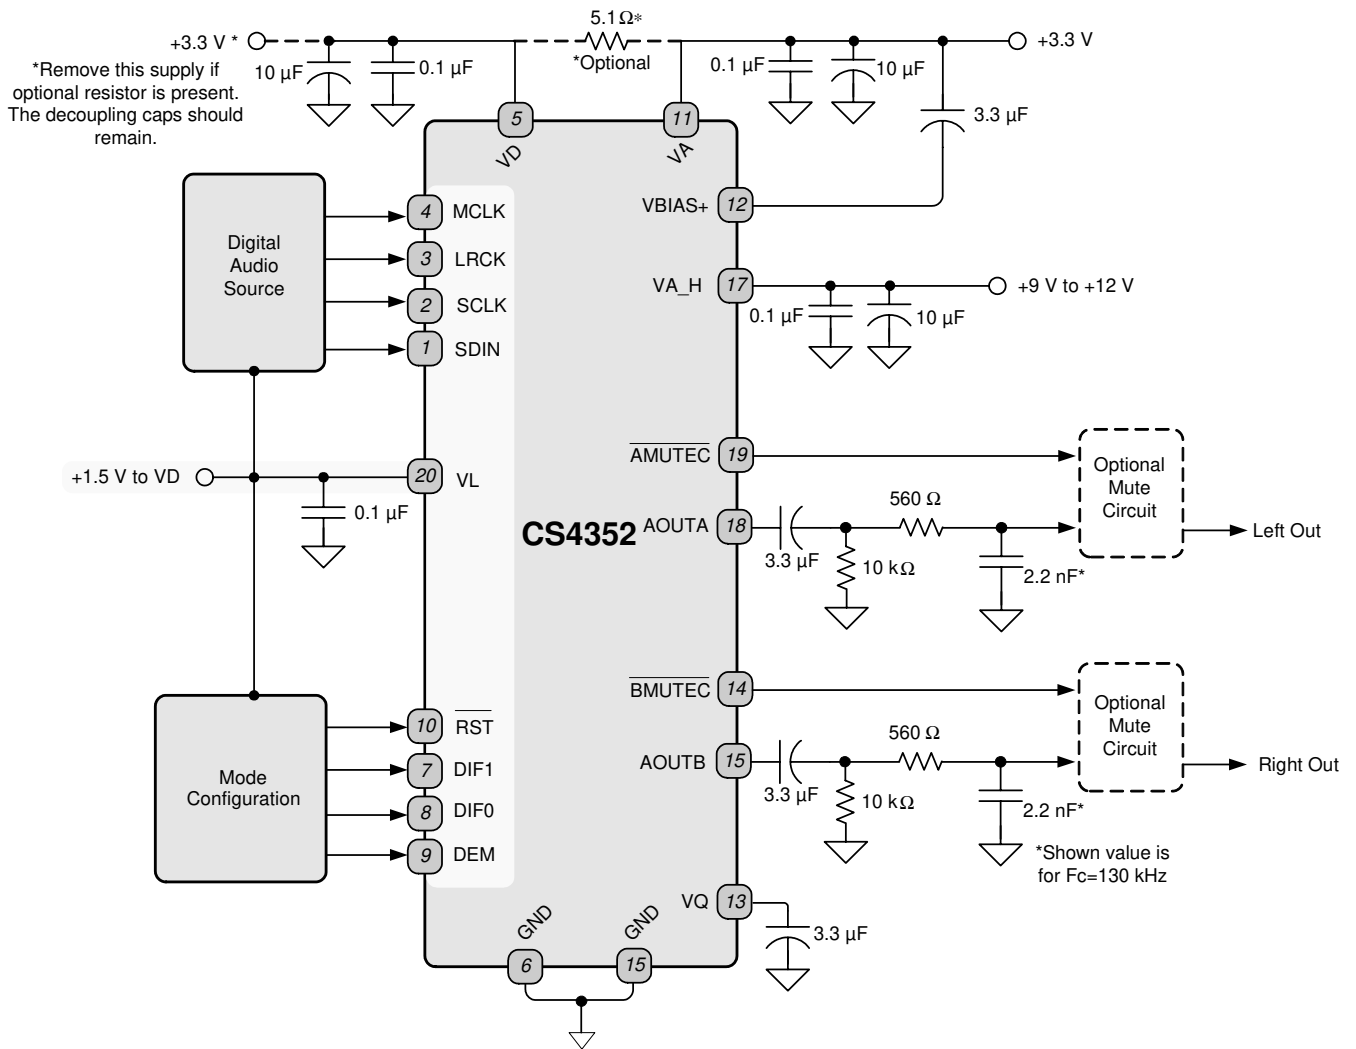 5.1Ω*
+3.3 V *
+3.3 V
*Optional
*Remove this supply if
optional resistor is present.
The decoupling caps should
remain.
10 µF
0.1 µF
0.1 µF
10 µF
3.3 µF
5
VD
11
VA
Digital
Audio
Source
4
MCLK
3
LRCK
2
SCLK
1
SDIN
VBIAS+
12
VA_H
17
+9 V to +12 V
0.1 µF
10 µF
+1.5 V to VD
20
VL
0.1 µF
CS4352
AMUTEC
19
AOUTA
18
3.3 µF
10 kΩ
560 Ω
2.2 nF*
Optional
Mute
Circuit
Left Out
BMUTEC
14
AOUTB
15
3.3 µF
10 kΩ
560 Ω
2.2 nF*
Optional
Mute
Circuit
Right Out
*Shown value is
for Fc=130 kHz
Mode
Configuration
10
RST
7
DIF1
8
DIF0
9
DEM
VQ
13
3.3 µF
GND
6
GND
15